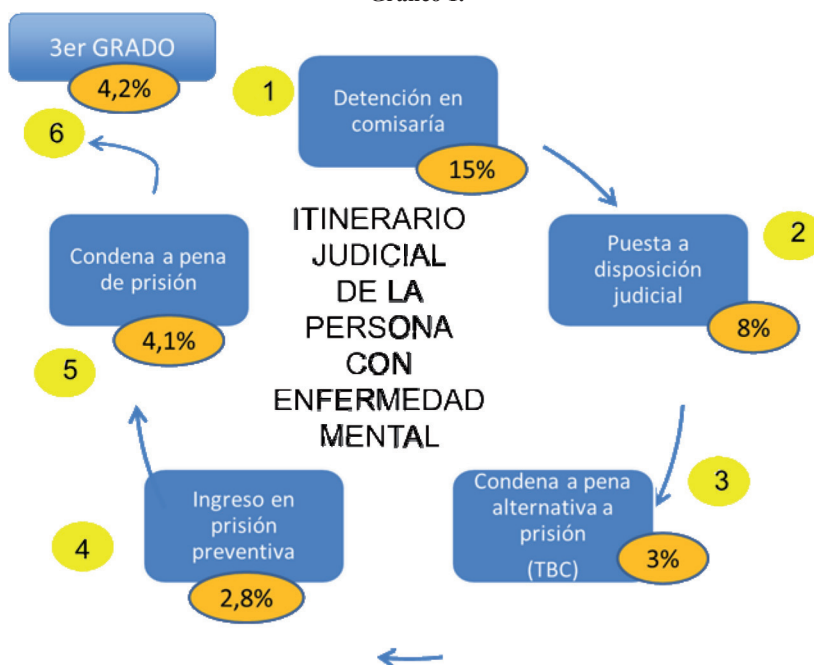 Gráfico 1.
3er GRADO
4,2%
6
1
Detención en
comisaría
15%
2
Puesta a
disposición
judicial
8%
3
Condena a pena
alternativa a
prisión
(TBC)
3%
4
Ingreso en
prisión
preventiva
2,8%
5
Condena a pena
de prisión
4,1%
ITINERARIO
JUDICIAL
DE LA
PERSONA
CON
ENFERMEDAD
MENTAL